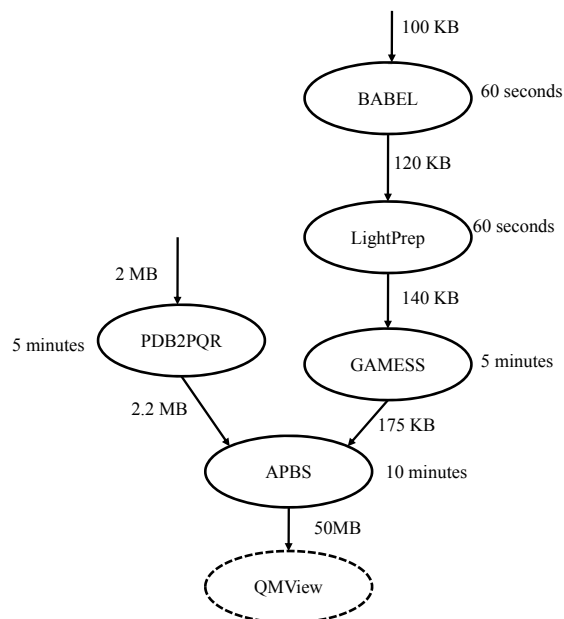 100 KB
BABEL
60 seconds
120 KB
LightPrep
60 seconds
2 MB
140 KB
5 minutes
PDB2PQR
GAMESS
5 minutes
2.2 MB
175 KB
APBS
10 minutes
50MB
QMView